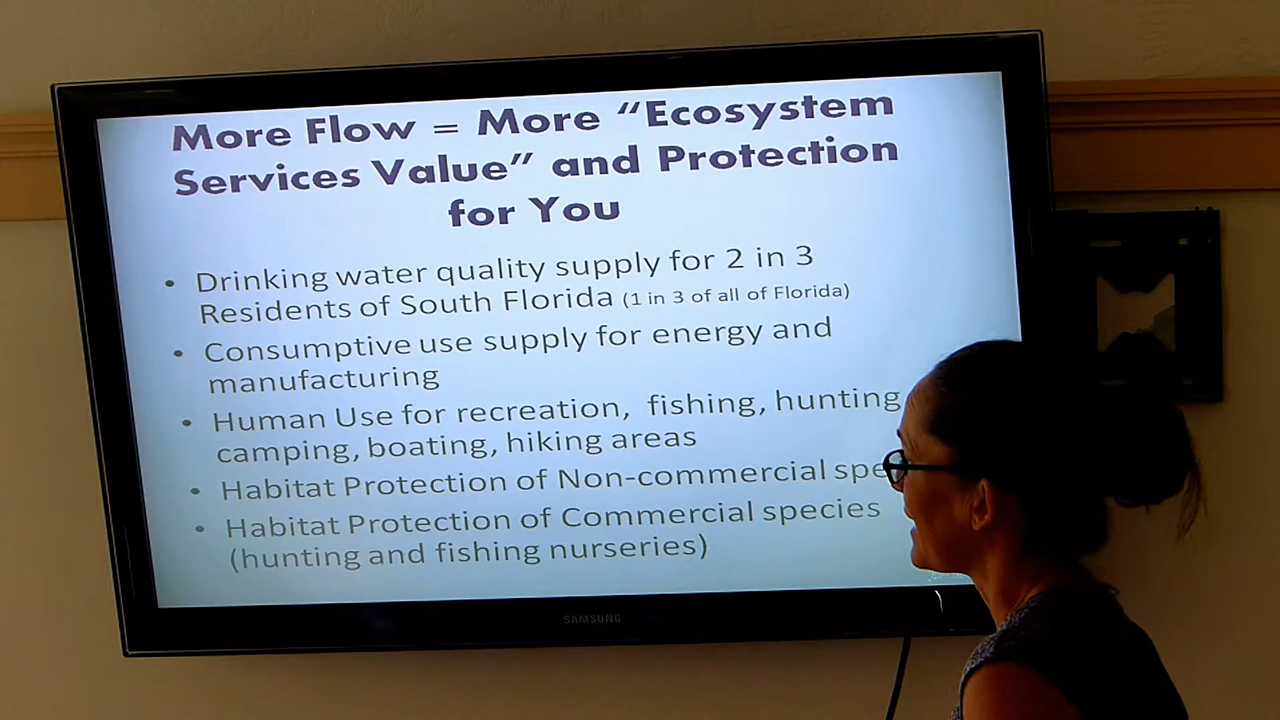 More Flow = More “Ecosystem
Services Value” and Protection
for You
• Drinking water quality supply for 2 in 3
Residents of South Florida (1 in 3 of all of Florida)
• Consumptive use supply for energy and
manufacturing
• Human Use for recreation, fishing, hunting
camping, boating, hiking areas
• Habitat Protection of Non-commercial spe
• Habitat Protection of Commercial species
(hunting and fishing nurseries)
SAMSUNG